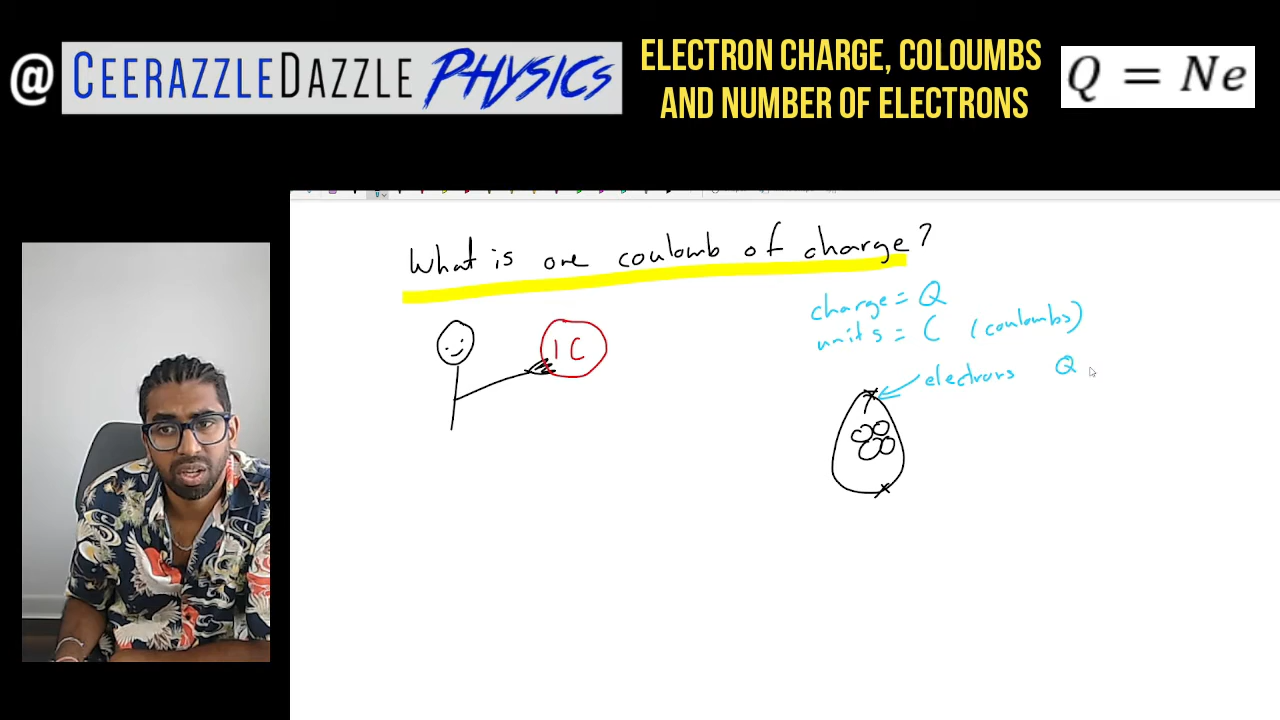 @ CEERAZZLEDAZZLE PHYSICS
ELECTRON CHARGE, COLOUMBS
AND NUMBER OF ELECTRONS
Q = Ne
What is one coulomb of charge?
charge = Q
units = C (coulombs)
1C
electrons Q